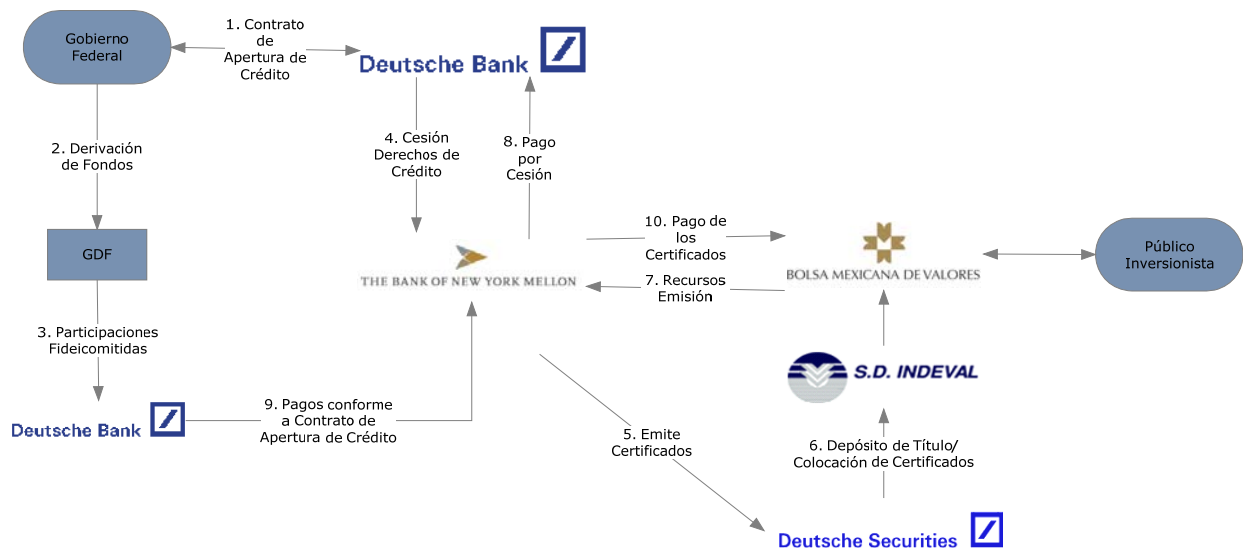 Gobierno
Federal
1. Contrato
de
Apertura de
Crédito
Deutsche Bank
2. Derivación
de Fondos
4. Cesión
Derechos de
Crédito
8. Pago
por
Cesión
GDF
THE BANK OF NEW YORK MELLON
10. Pago de
los
Certificados
7. Recursos
Emisión
BOLSA MEXICANA DE VALORES
Público
Inversionista
3. Participaciones
Fideicomitidas
S.D. INDEVAL
Deutsche Bank
9. Pagos conforme
a Contrato de
Apertura de Crédito
5. Emite
Certificados
6. Depósito de Título/
Colocación de Certificados
Deutsche Securities